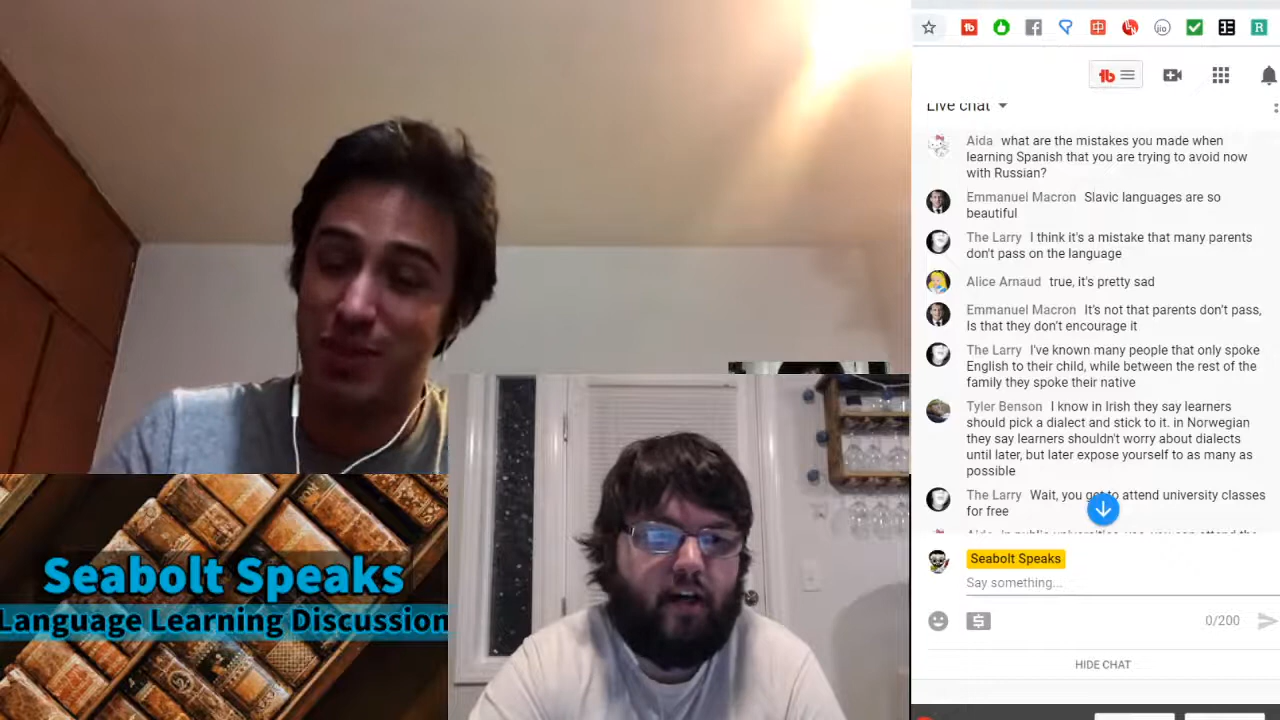 Live chat
Aida what are the mistakes you made when
learning Spanish that you are trying to avoid now
with Russian?
Emmanuel Macron Slavic languages are so
beautiful
The Larry I think it's a mistake that many parents
don't pass on the language
Alice Arnaud true, it's pretty sad
Emmanuel Macron It's not that parents don't pass,
Is that they don't encourage it
The Larry I've known many people that only spoke
English to their child, while between the rest of the
family they spoke their native
Tyler Benson I know in Irish they say learners
should pick a dialect and stick to it. in Norwegian
they say learners shouldn't worry about dialects
until later, but later expose yourself to as many as
possible
The Larry Wait, you get to attend university classes
for free
Seabolt Speaks
Say something...
0/200
HIDE CHAT
Seabolt Speaks
Language Learning Discussion